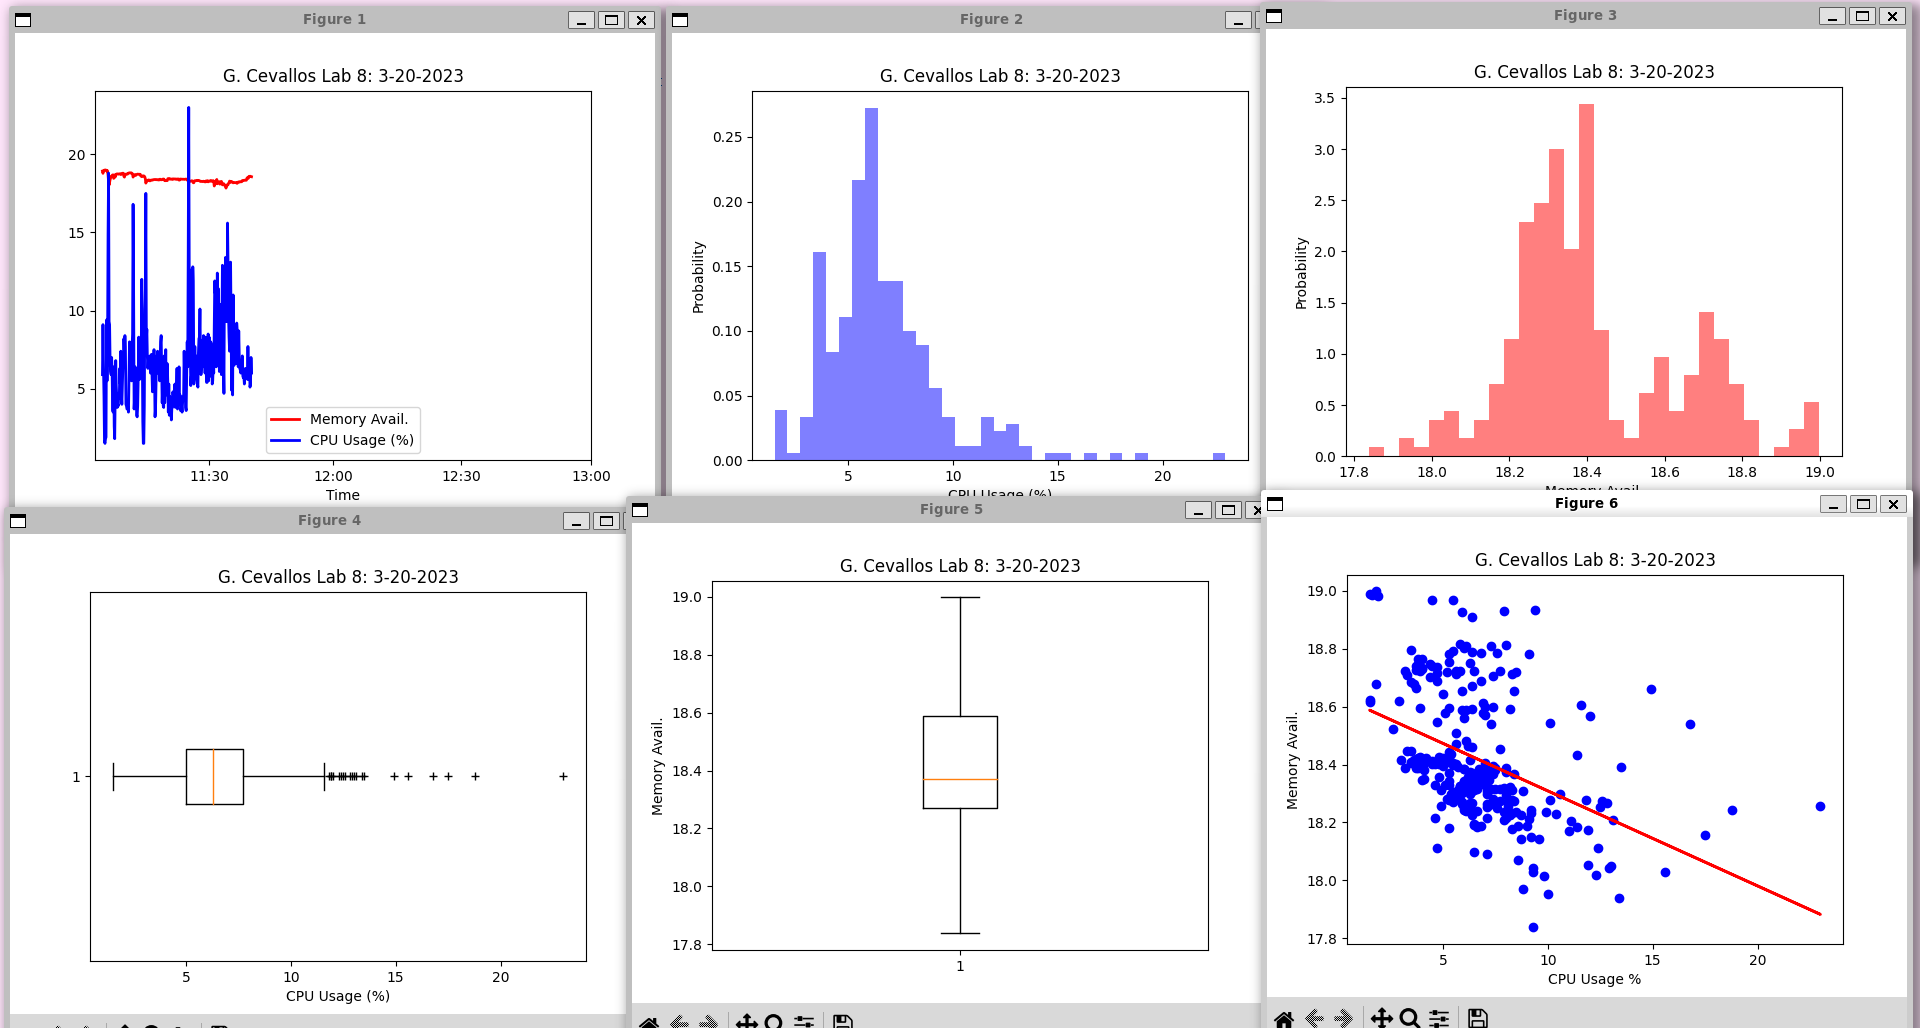 Figure 1
G. Cevallos Lab 8: 3-20-2023
20
15
10
5
Memory Avail.
CPU Usage (%)
11:30 12:00 12:30 13:00
Time
Figure 2
G. Cevallos Lab 8: 3-20-2023
Probability
0.25
0.20
0.15
0.10
0.05
0.00
5 10 15 20
CPU Usage (%)
Figure 3
G. Cevallos Lab 8: 3-20-2023
Probability
3.5
3.0
2.5
2.0
1.5
1.0
0.5
0.0
17.8 18.0 18.2 18.4 18.6 18.8 19.0
Memory Avail.
Figure 4
G. Cevallos Lab 8: 3-20-2023
1
5 10 15 20
CPU Usage (%)
Figure 5
G. Cevallos Lab 8: 3-20-2023
Memory Avail.
19.0
18.8
18.6
18.4
18.2
18.0
17.8
1
Figure 6
G. Cevallos Lab 8: 3-20-2023
Memory Avail.
19.0
18.8
18.6
18.4
18.2
18.0
17.8
5 10 15 20
CPU Usage %